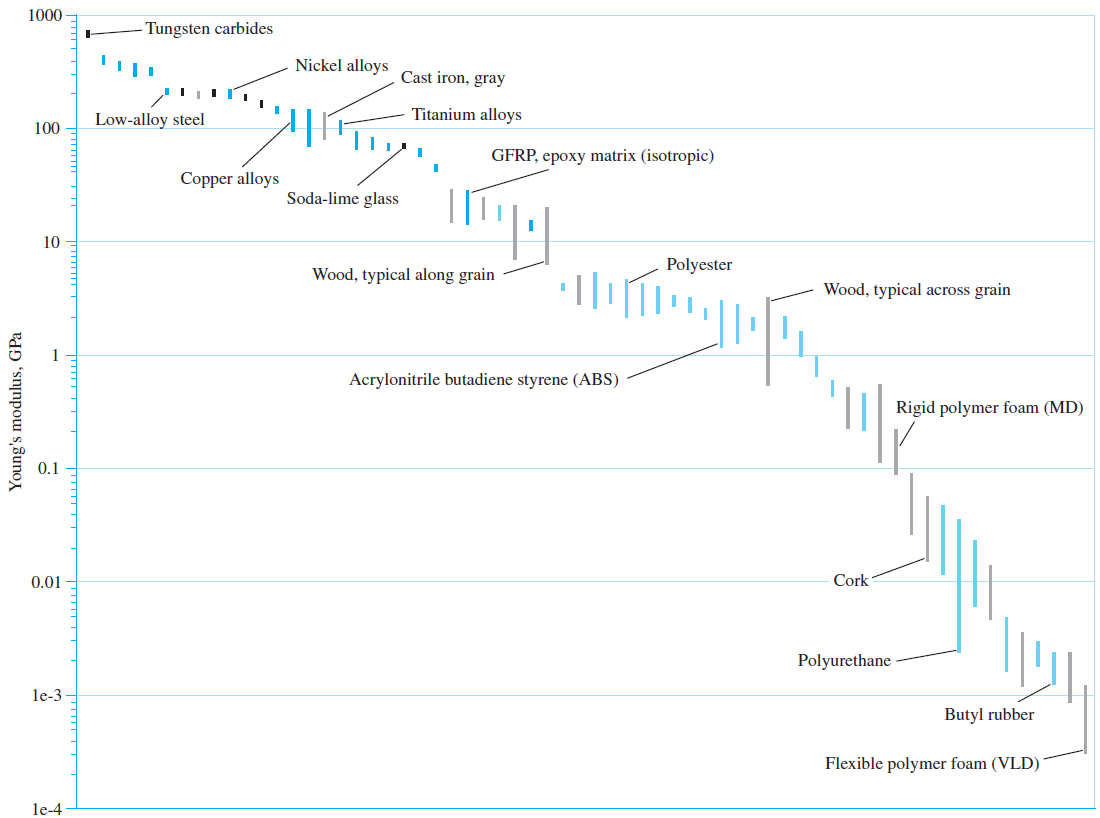 1000
Tungsten carbides
Nickel alloys
Cast iron, gray
Low-alloy steel
Titanium alloys
100
GFRP, epoxy matrix (isotropic)
Copper alloys
Soda-lime glass
10
Wood, typical along grain
Polyester
Wood, typical across grain
Young's modulus, GPa
1
Acrylonitrile butadiene styrene (ABS)
Rigid polymer foam (MD)
0.1
0.01
Cork
Polyurethane
1e-3
Butyl rubber
Flexible polymer foam (VLD)
1e-4